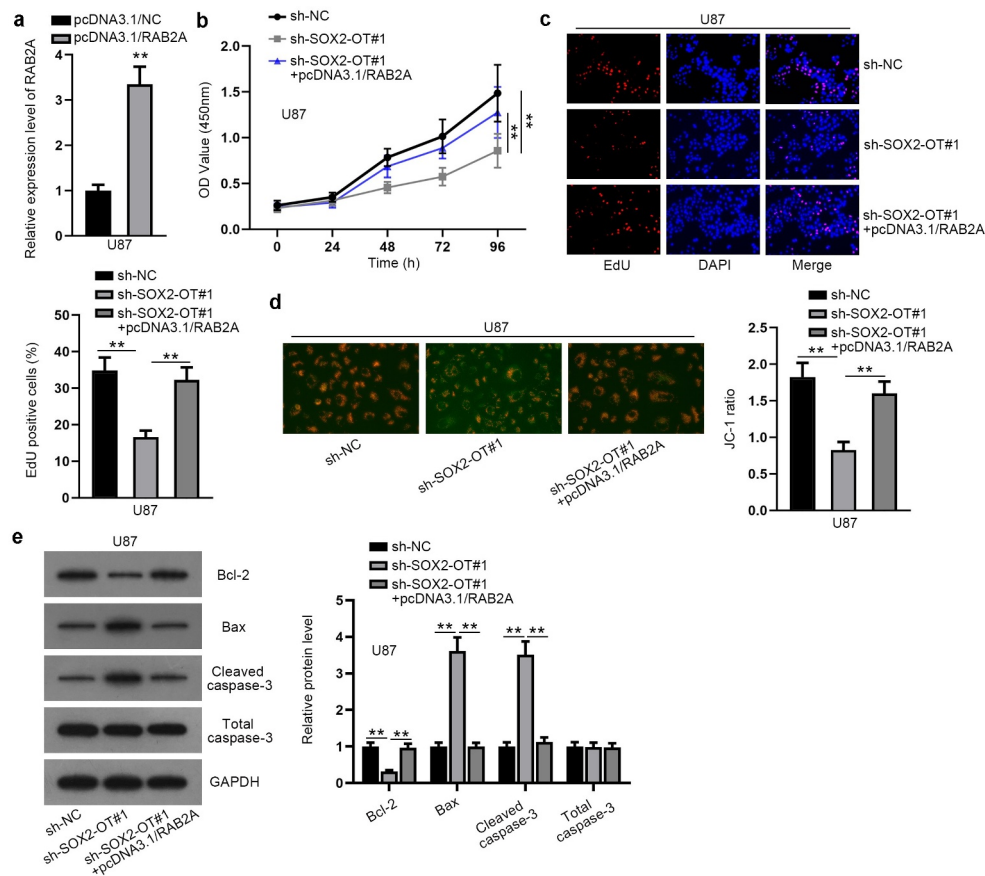 a
pcDNA3.1/NC
pcDNA3.1/RAB2A
Relative expression level of RAB2A
4
3
2
1
0
**
U87
b
sh-NC
sh-SOX2-OT#1
sh-SOX2-OT#1
+pcDNA3.1/RAB2A
OD Value (450nm)
2.0
1.5
1.0
0.5
0.0
U87
**
**
0 24 48 72 96
Time (h)
c
U87
sh-NC
sh-SOX2-OT#1
sh-SOX2-OT#1
+pcDNA3.1/RAB2A
EdU DAPI Merge
sh-NC
sh-SOX2-OT#1
sh-SOX2-OT#1
+pcDNA3.1/RAB2A
EdU positive cells (%)
50
40
30
20
10
0
** **
U87
d
U87
sh-NC
sh-SOX2-OT#1
sh-SOX2-OT#1
+pcDNA3.1/RAB2A
sh-NC
sh-SOX2-OT#1
sh-SOX2-OT#1
+pcDNA3.1/RAB2A
JC-1 ratio
2.5
2.0
1.5
1.0
0.5
0.0
** **
U87
e
U87
Bcl-2
Bax
Cleaved
caspase-3
Total
caspase-3
GAPDH
sh-NC
sh-SOX2-OT#1
sh-SOX2-OT#1
+pcDNA3.1/RAB2A
sh-NC
sh-SOX2-OT#1
sh-SOX2-OT#1
+pcDNA3.1/RAB2A
Relative protein level
5
4
3
2
1
0
U87
** ** ** ** ** **
Bcl-2
Bax
Cleaved
caspase-3
Total
caspase-3